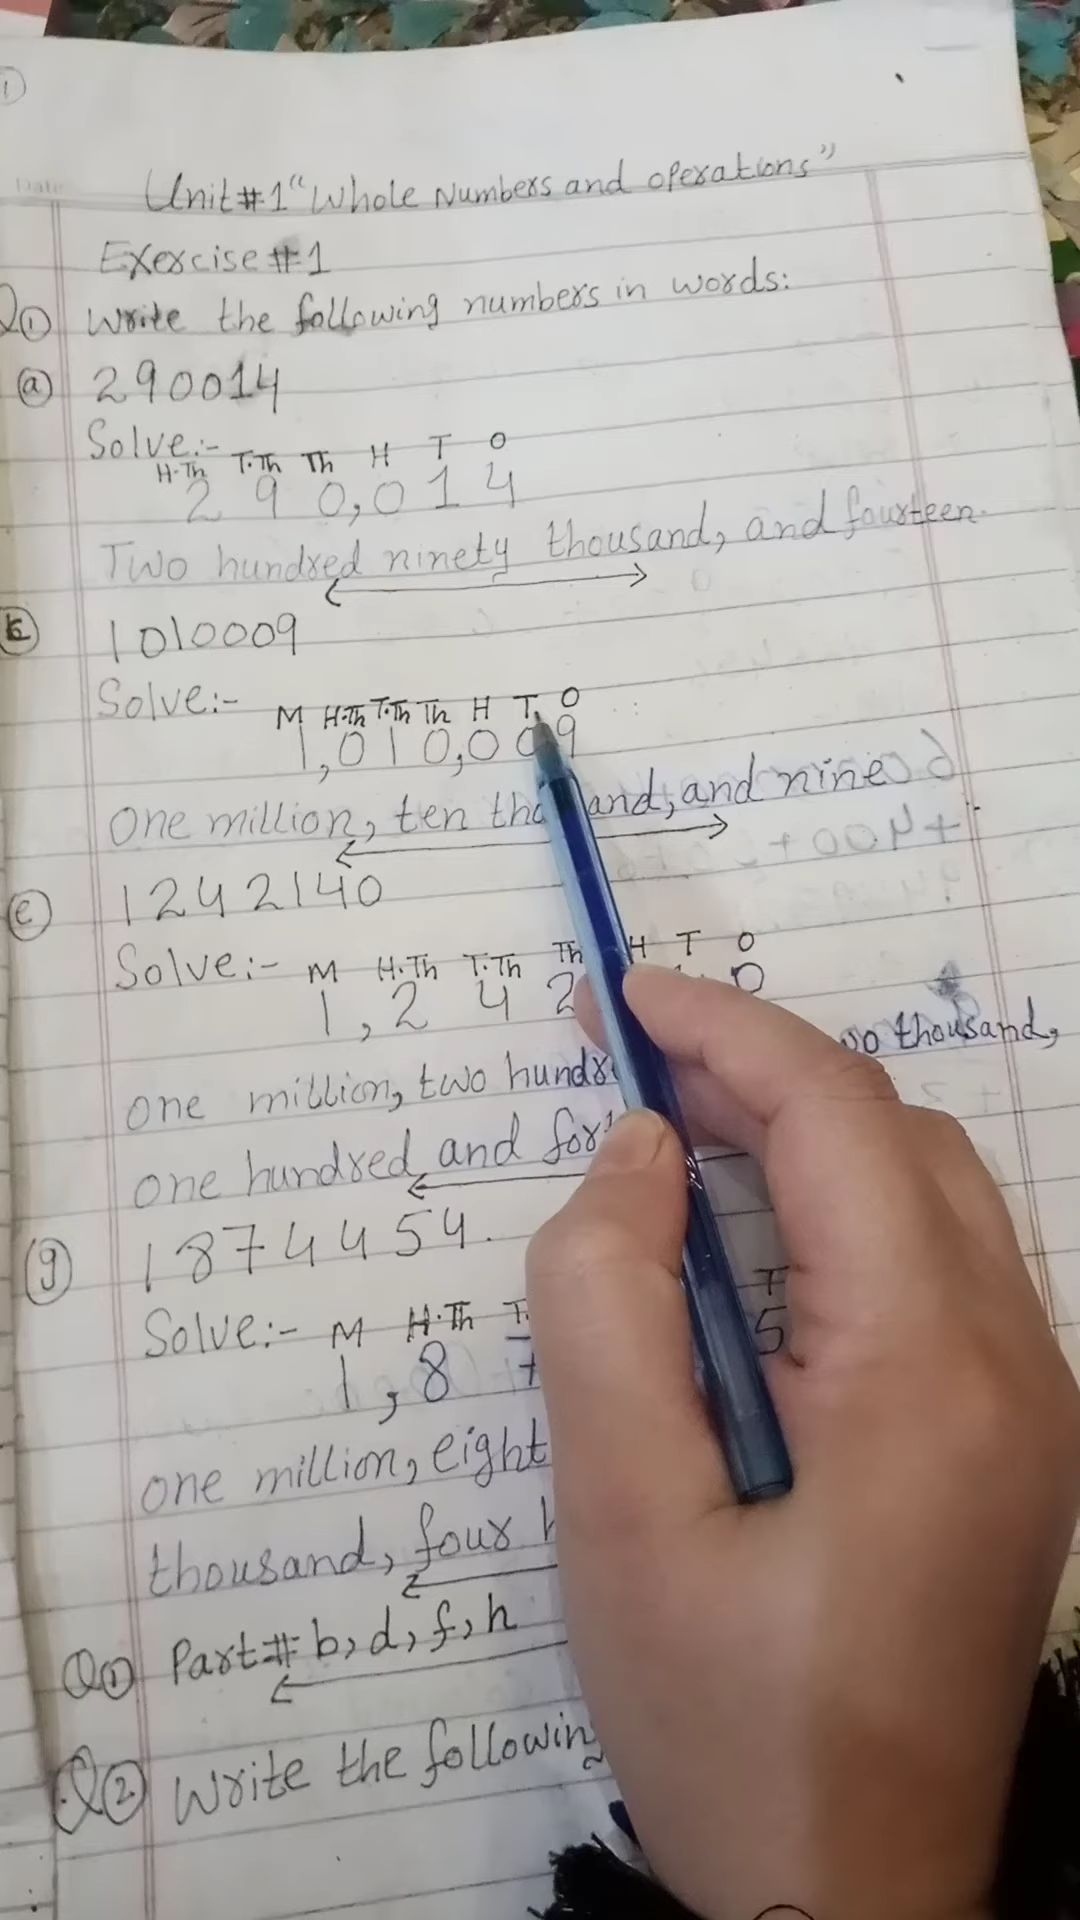 1
Date
Unit#1 "Whole Numbers and operations"
Exercise #1
Q1 Write the following numbers in words:
a 290014
Solve:-
H.Th T.Th Th H T O
2 9 0,0 1 4
Two hundred ninety thousand, and fourteen.
c 1010009
Solve:-
M H.Th T.Th Th H T O
1,0 1 0,0 0 9
One million, ten and, and nine
e 1242140
Solve:- M H.Th T.Th Th H T O
1,2 4 2 0
one million, two thousand,
one hundred and
g 1874454.
Solve:- M H.Th T
1,8 7 5
one million, eight
thousand, four
Q1 Part# b, d, f, h
Q2 Write the following